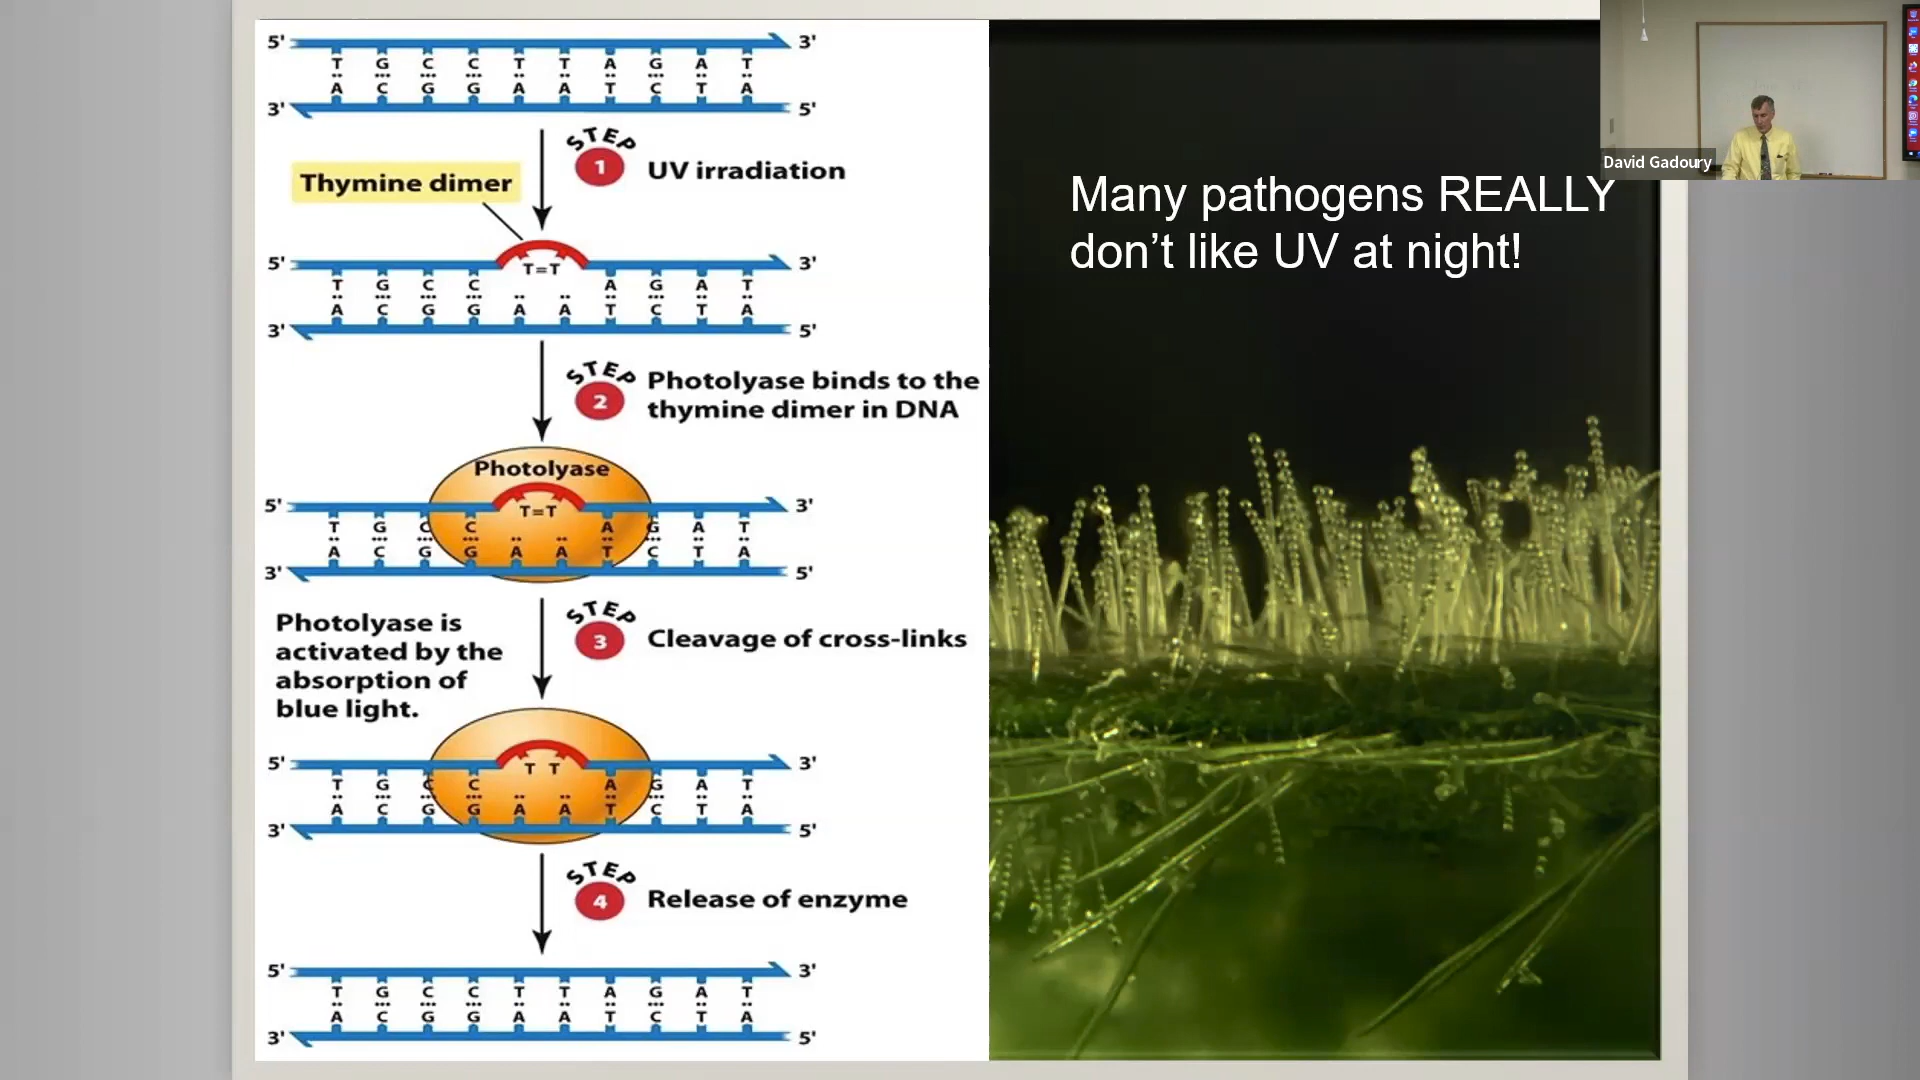 5' 3'
T G C C T T A G A T
A C G G A A T C T A
3' 5'
STEP 1 UV irradiation
Thymine dimer
5' 3'
T=T
T G C C A G A T
A C G G A A T C T A
3' 5'
STEP 2 Photolyase binds to the
thymine dimer in DNA
Photolyase
5' 3'
T=T
T G C C A G A T
A C G G A A T C T A
3' 5'
STEP 3 Cleavage of cross-links
Photolyase is
activated by the
absorption of
blue light.
5' 3'
T T
T G C C A G A T
A C G G A A T C T A
3' 5'
STEP 4 Release of enzyme
5' 3'
T G C C T T A G A T
A C G G A A T C T A
3' 5'
Many pathogens REALLY
don’t like UV at night!
David Gadoury